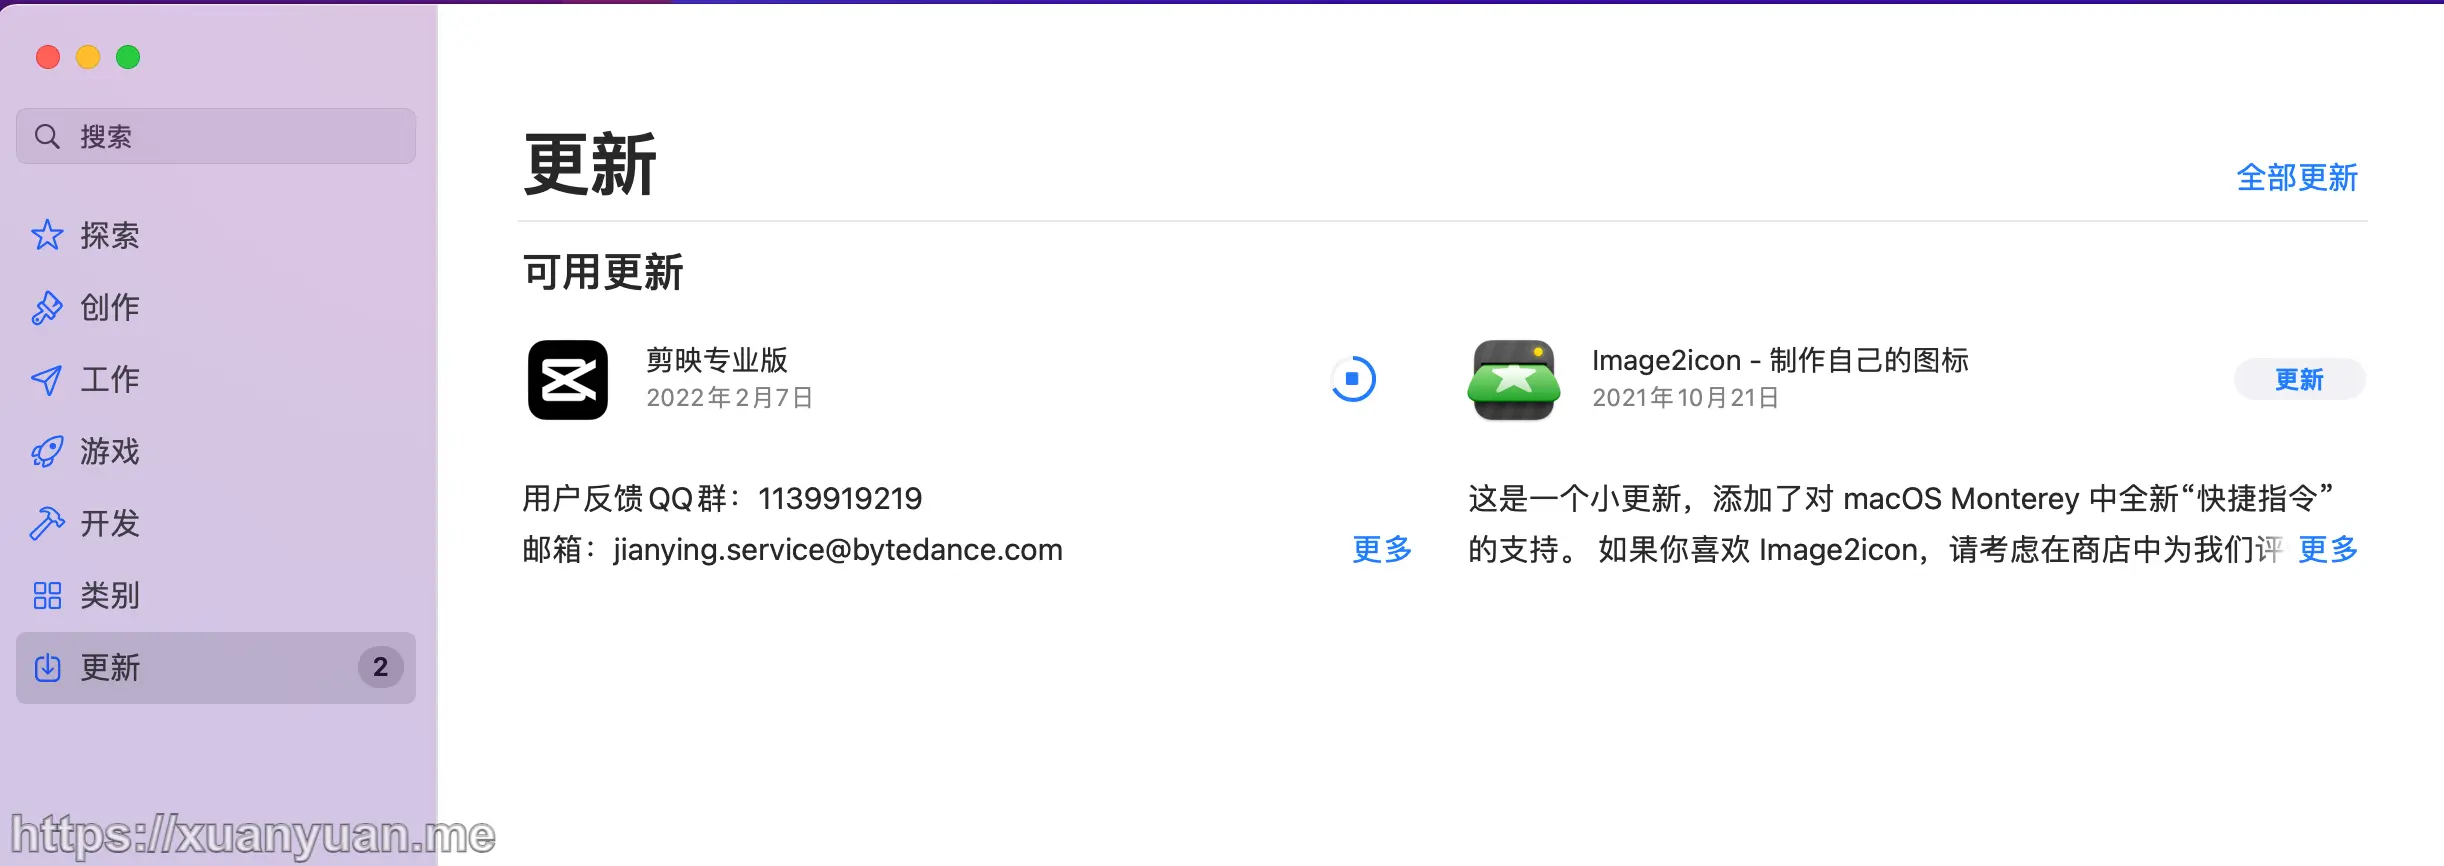 搜索
探索
创作
工作
游戏
开发
类别
更新
2
更新
全部更新
可用更新
剪映专业版
2022年2月7日
用户反馈QQ群：1139919219
邮箱：jianying.service@bytedance.com
更多
Image2icon - 制作自己的图标
2021年10月21日
更新
这是一个小更新，添加了对 macOS Monterey 中全新“快捷指令”
的支持。 如果你喜欢 Image2icon，请考虑在商店中为我们评
更多
https://xuanyuan.me